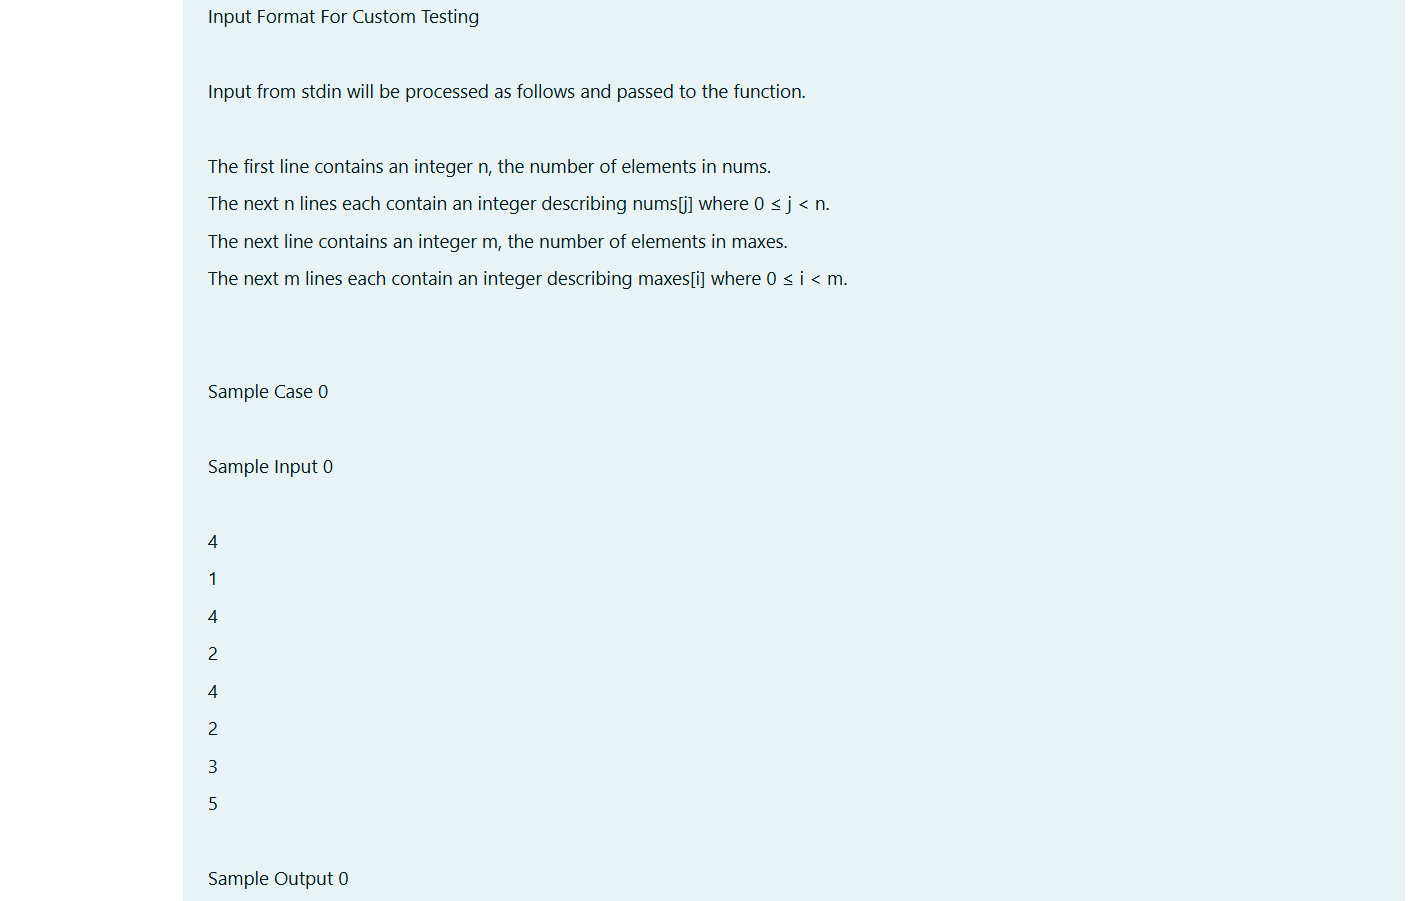 Input Format For Custom Testing
Input from stdin will be processed as follows and passed to the function.
The first line contains an integer n, the number of elements in nums.
The next n lines each contain an integer describing nums[j] where 0 ≤ j < n.
The next line contains an integer m, the number of elements in maxes.
The next m lines each contain an integer describing maxes[i] where 0 ≤ i < m.
Sample Case 0
Sample Input 0
4
1
4
2
4
2
3
5
Sample Output 0